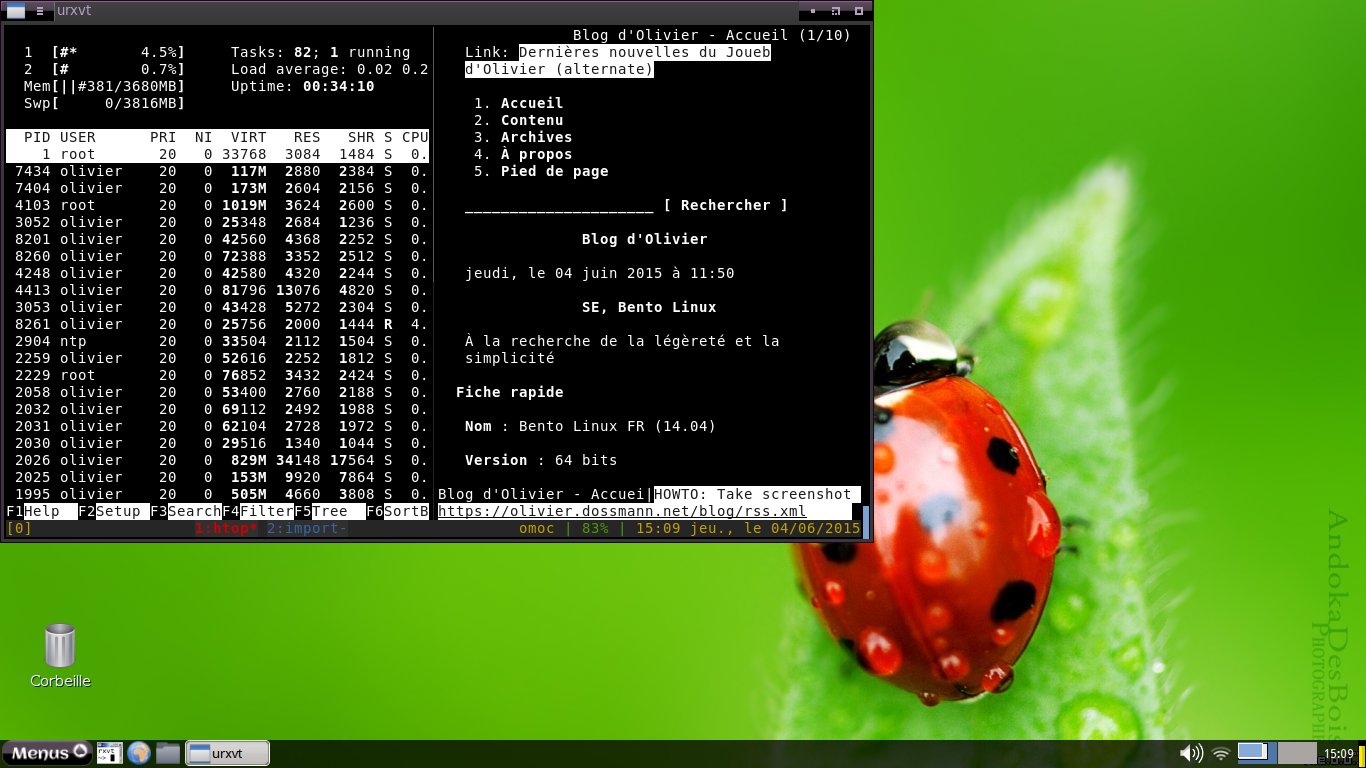 urxvt
1 [#* 4.5%] Tasks: 82; 1 running
2 [# 0.7%] Load average: 0.02 0.2
Mem[||#381/3680MB] Uptime: 00:34:10
Swp[ 0/3816MB]
PID USER PRI NI VIRT RES SHR S CPU
1 root 20 0 33768 3084 1484 S 0.
7434 olivier 20 0 117M 2880 2384 S 0.
7404 olivier 20 0 173M 2604 2156 S 0.
4103 root 20 0 1019M 3624 2600 S 0.
3052 olivier 20 0 25348 2684 1236 S 0.
8201 olivier 20 0 42560 4368 2252 S 0.
8260 olivier 20 0 72388 3352 2512 S 0.
4248 olivier 20 0 42580 4320 2244 S 0.
4413 olivier 20 0 81796 13076 4820 S 0.
3053 olivier 20 0 43428 5272 2304 S 0.
8261 olivier 20 0 25756 2000 1444 R 4.
2904 ntp 20 0 33504 2112 1504 S 0.
2259 olivier 20 0 52616 2252 1812 S 0.
2229 root 20 0 76852 3432 2424 S 0.
2058 olivier 20 0 53400 2760 2188 S 0.
2032 olivier 20 0 69112 2492 1988 S 0.
2031 olivier 20 0 62104 2728 1972 S 0.
2030 olivier 20 0 29516 1340 1044 S 0.
2026 olivier 20 0 829M 34148 17564 S 0.
2025 olivier 20 0 153M 9920 7864 S 0.
1995 olivier 20 0 505M 4660 3808 S 0.
F1Help F2Setup F3SearchF4FilterF5Tree F6SortB
Blog d'Olivier - Accueil (1/10)
Link: Dernières nouvelles du Joueb
d'Olivier (alternate)
1. Accueil
2. Contenu
3. Archives
4. À propos
5. Pied de page
_____________________ [ Rechercher ]
Blog d'Olivier
jeudi, le 04 juin 2015 à 11:50
SE, Bento Linux
À la recherche de la légèreté et la
simplicité
Fiche rapide
Nom : Bento Linux FR (14.04)
Version : 64 bits
Blog d'Olivier - Accuei|HOWTO: Take screenshot
https://olivier.dossmann.net/blog/rss.xml
[0] 1:htop* 2:import- omoc | 83% | 15:09 jeu., le 04/06/2015
Corbeille
AndokaDesBois
Photographie
Menus
rxvt
urxvt
15:09